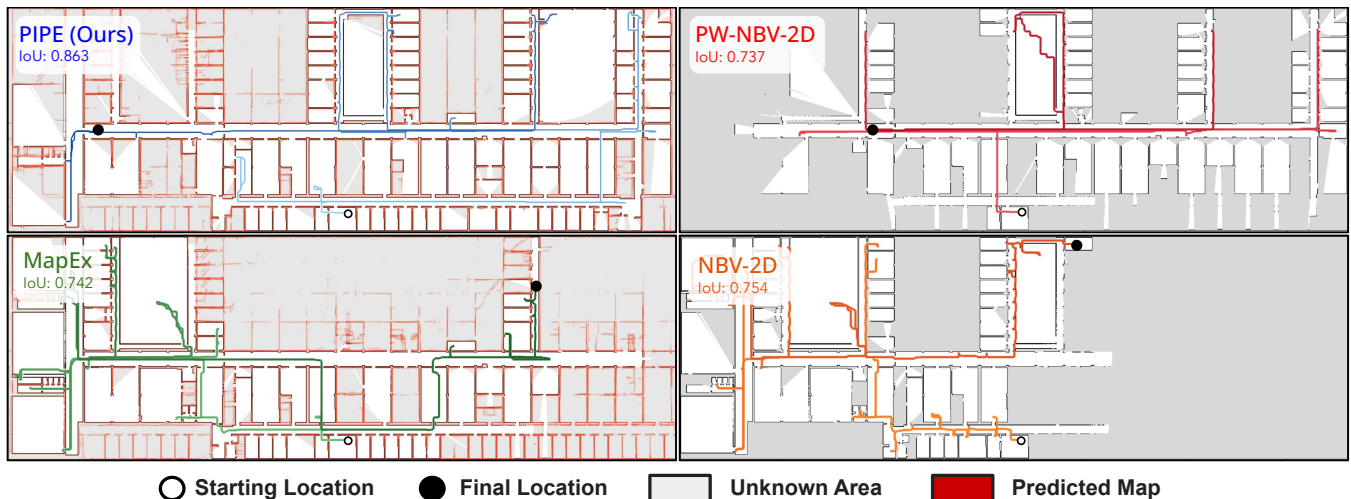 PIPE (Ours)
IoU: 0.863
PW-NBV-2D
IoU: 0.737
MapEx
IoU: 0.742
NBV-2D
IoU: 0.754
Starting Location
Final Location
Unknown Area
Predicted Map